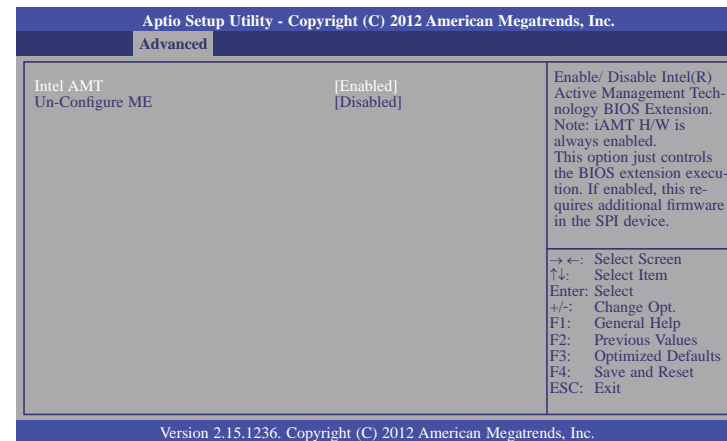 Aptio Setup Utility - Copyright (C) 2012 American Megatrends, Inc.
Advanced
Intel AMT [Enabled]
Un-Configure ME [Disabled]
Enable/ Disable Intel(R)
Active Management Tech-
nology BIOS Extension.
Note: iAMT H/W is
always enabled.
This option just controls
the BIOS extension execu-
tion. If enabled, this re-
quires additional firmware
in the SPI device.
→←: Select Screen
↑↓: Select Item
Enter: Select
+/-: Change Opt.
F1: General Help
F2: Previous Values
F3: Optimized Defaults
F4: Save and Reset
ESC: Exit
Version 2.15.1236. Copyright (C) 2012 American Megatrends, Inc.